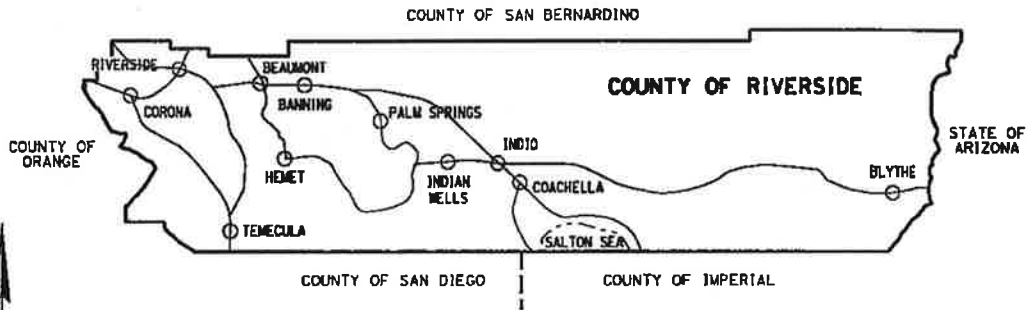 COUNTY OF SAN BERNARDINO
RIVERSIDE
BEAUMONT
COUNTY OF RIVERSIDE
CORONA
BANNING
PALM SPRINGS
COUNTY OF
ORANGE
STATE OF
ARIZONA
HEMET
INDIO
INDIAN
WELLS
COACHELLA
BLYTHE
TEMECULA
SALTON SEA
COUNTY OF SAN DIEGO
COUNTY OF IMPERIAL